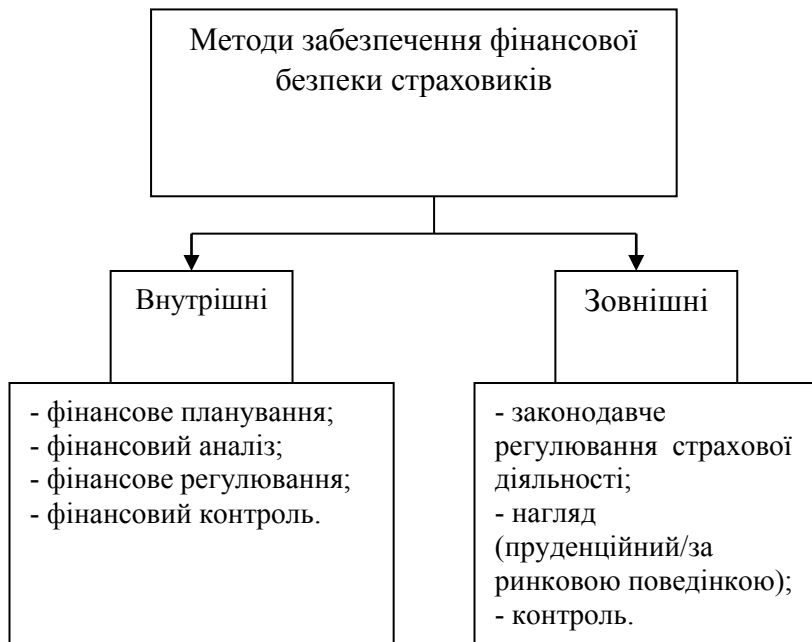 Методи забезпечення фінансової
безпеки страховиків
Внутрішні
Зовнішні
- фінансове планування;
- фінансовий аналіз;
- фінансове регулювання;
- фінансовий контроль.
- законодавче
регулювання страхової
діяльності;
- нагляд
(пруденційний/за
ринковою поведінкою);
- контроль.